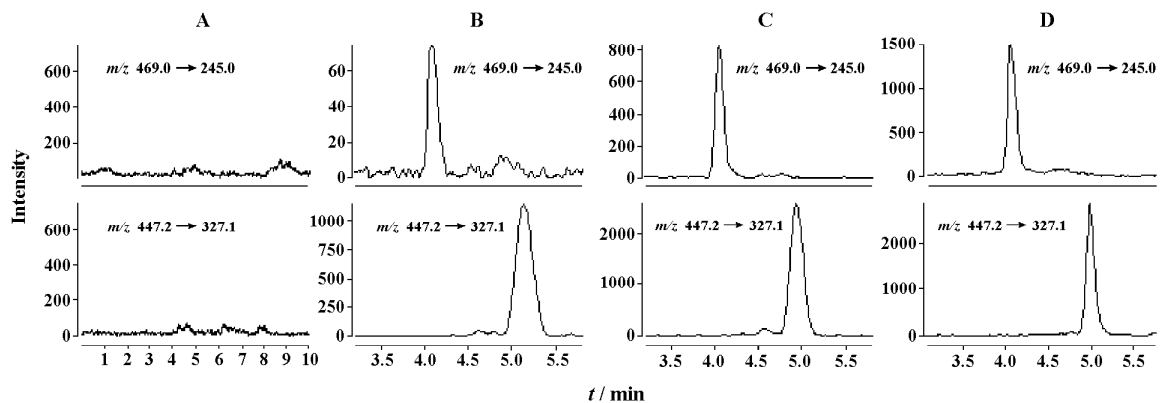 A
B
C
D
Intensity
m/z 469.0 → 245.0
600
400
200
m/z 469.0 → 245.0
60
40
20
0
m/z 469.0 → 245.0
800
600
400
200
0
m/z 469.0 → 245.0
1500
1000
500
0
m/z 447.2 → 327.1
600
400
200
0
1 2 3 4 5 6 7 8 9 10
m/z 447.2 → 327.1
1000
750
500
250
0
3.5 4.0 4.5 5.0 5.5
m/z 447.2 → 327.1
2000
1000
0
3.5 4.0 4.5 5.0 5.5
m/z 447.2 → 327.1
2000
1000
0
3.5 4.0 4.5 5.0 5.5
t / min